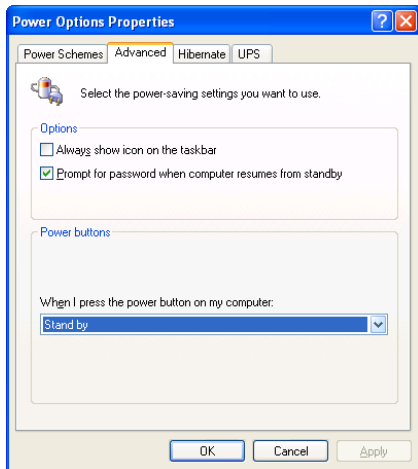 Power Options Properties
Power Schemes Advanced Hibernate UPS
Select the power-saving settings you want to use.
Options
Always show icon on the taskbar
Prompt for password when computer resumes from standby
Power buttons
When I press the power button on my computer:
Stand by
OK Cancel Apply